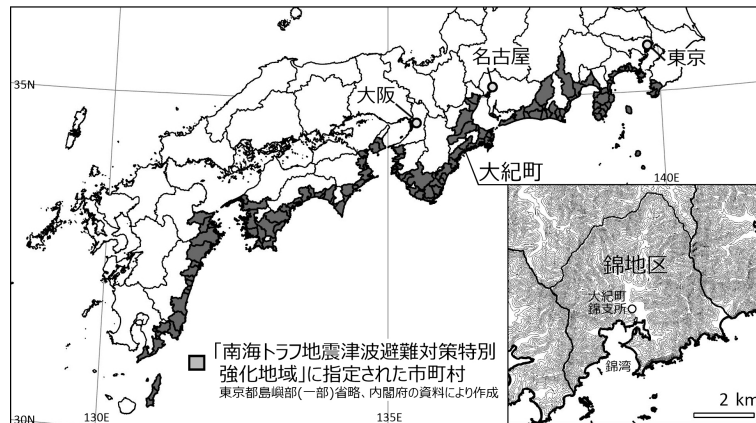 35N
名古屋
東京
大阪
大紀町
140E
錦地区
大紀町
錦支所
錦湾
「南海トラフ地震津波避難対策特別
強化地域」に指定された市町村
東京都島嶼部(一部)省略、内閣府の資料により作成
30N
130E
135E
2 km